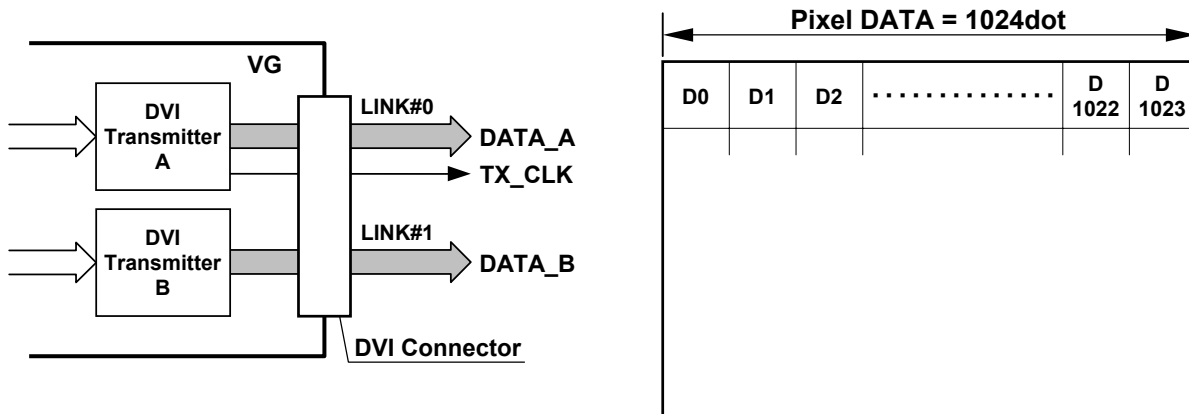 VG
DVI
Transmitter
A
LINK#0
DATA_A
TX_CLK
DVI
Transmitter
B
LINK#1
DATA_B
DVI Connector
Pixel DATA = 1024dot
D0 D1 D2 ·············· D D
1022 1023